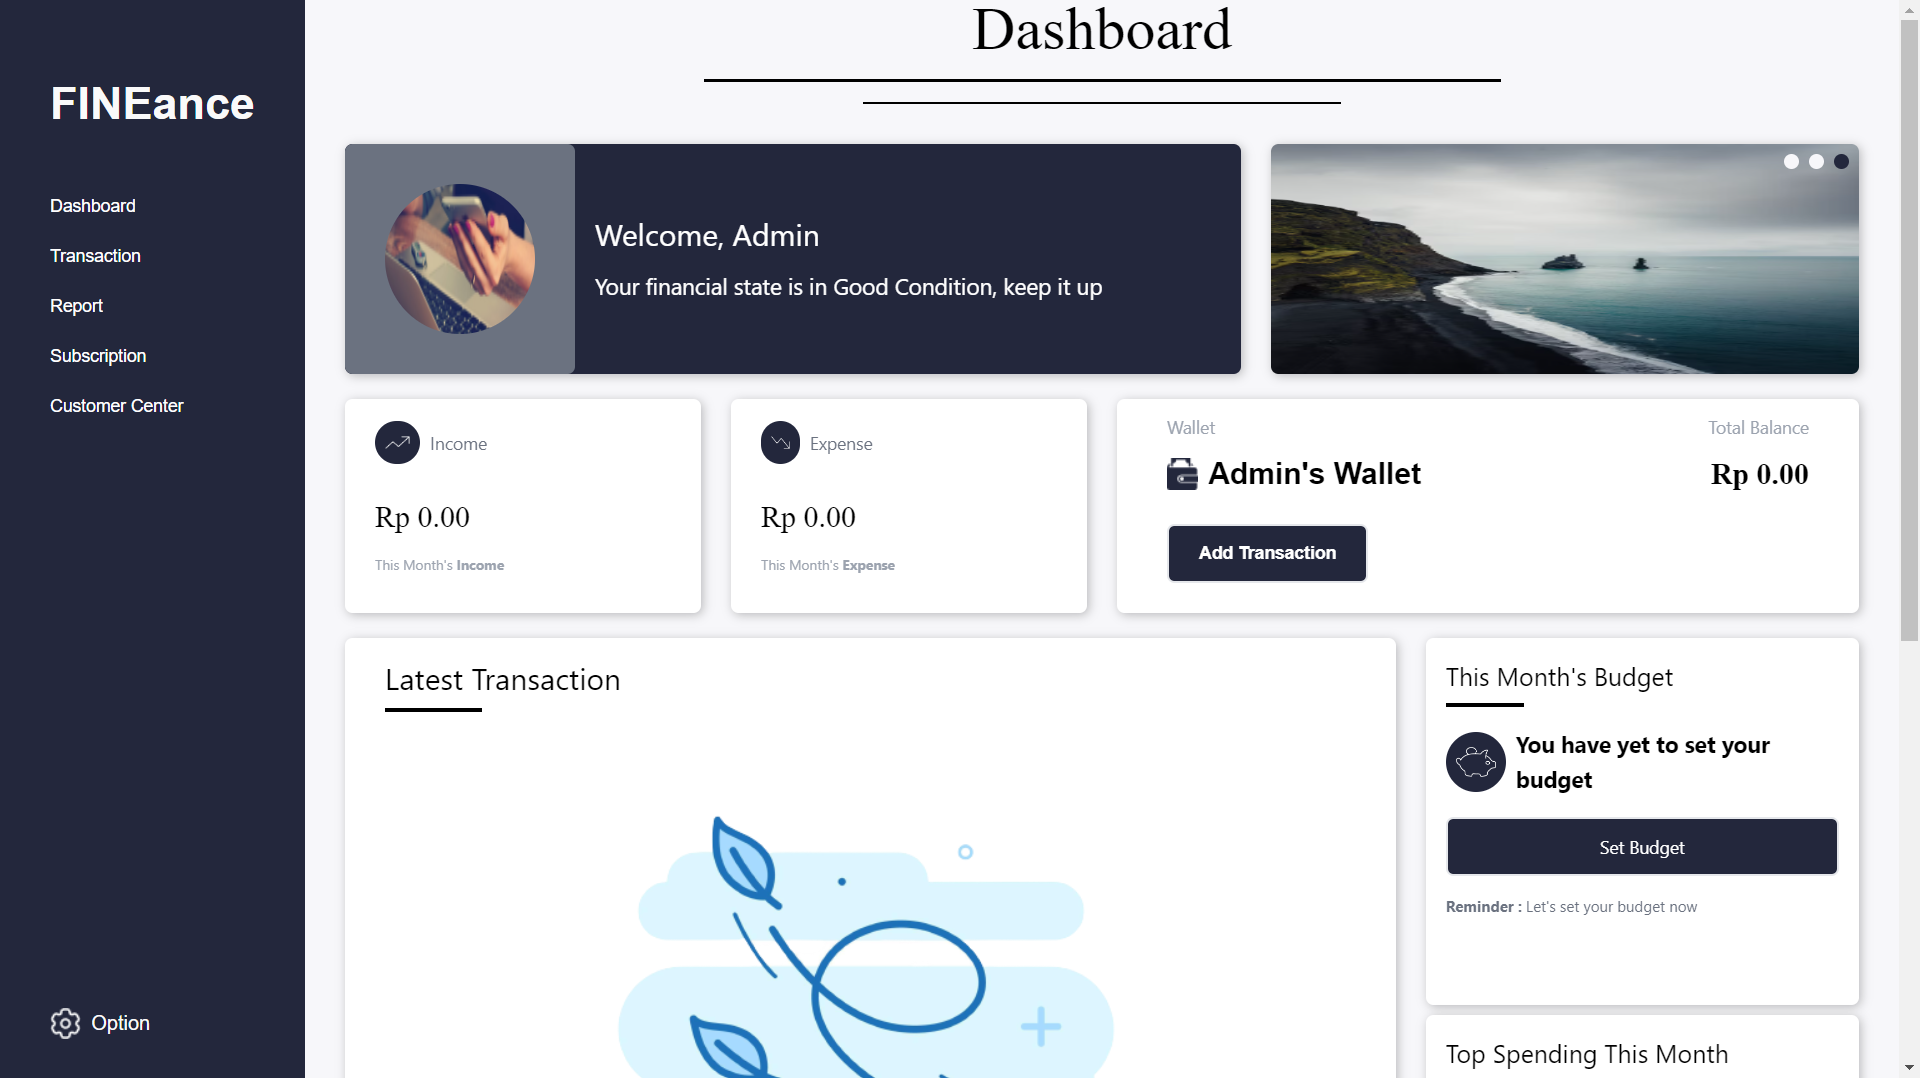 FINEance
Dashboard
Transaction
Report
Subscription
Customer Center
Option
Dashboard
Welcome, Admin
Your financial state is in Good Condition, keep it up
Income
Rp 0.00
This Month's Income
Expense
Rp 0.00
This Month's Expense
Wallet
Admin's Wallet
Total Balance
Rp 0.00
Add Transaction
Latest Transaction
This Month's Budget
You have yet to set your
budget
Set Budget
Reminder : Let's set your budget now
Top Spending This Month